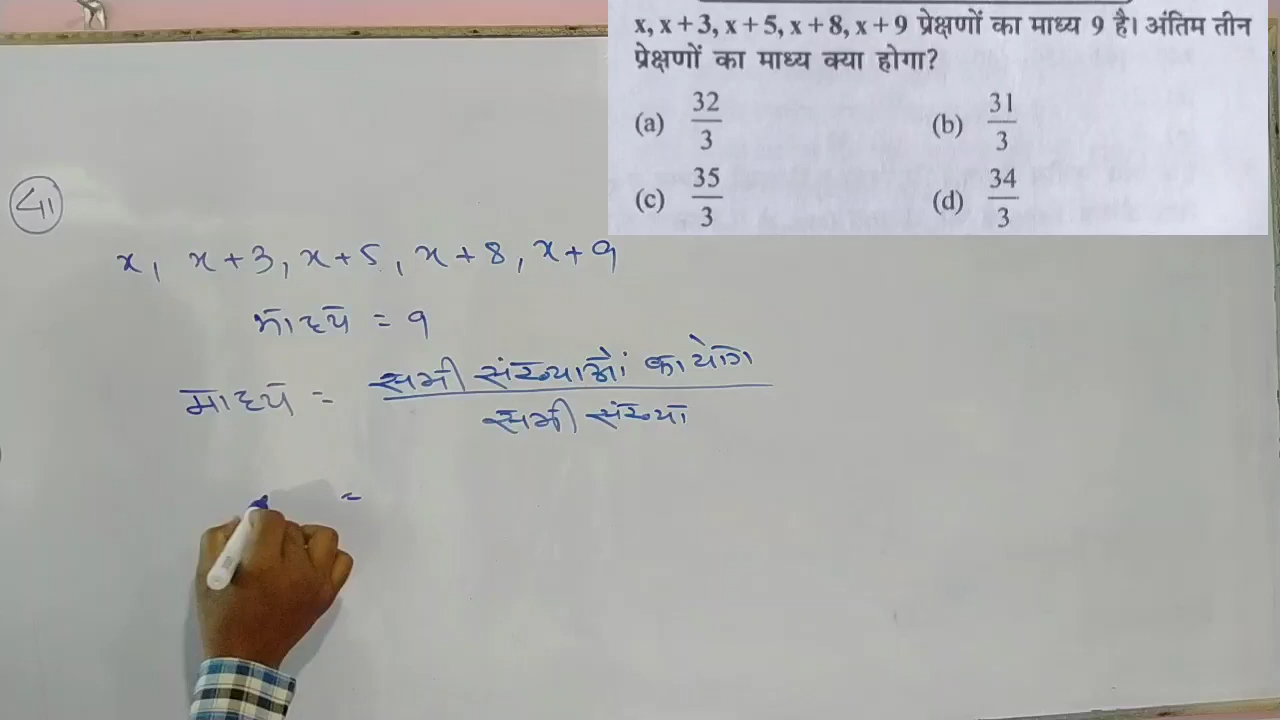 x, x + 3, x + 5, x + 8, x + 9 प्रेक्षणों का माध्य 9 है। अंतिम तीन
प्रेक्षणों का माध्य क्या होगा?
(a) 32/3 (b) 31/3
(c) 35/3 (d) 34/3
x, x + 3, x + 5, x + 8, x + 9
माध्य = 9
माध्य = सभी संख्याओं का योग
सभी संख्या
=